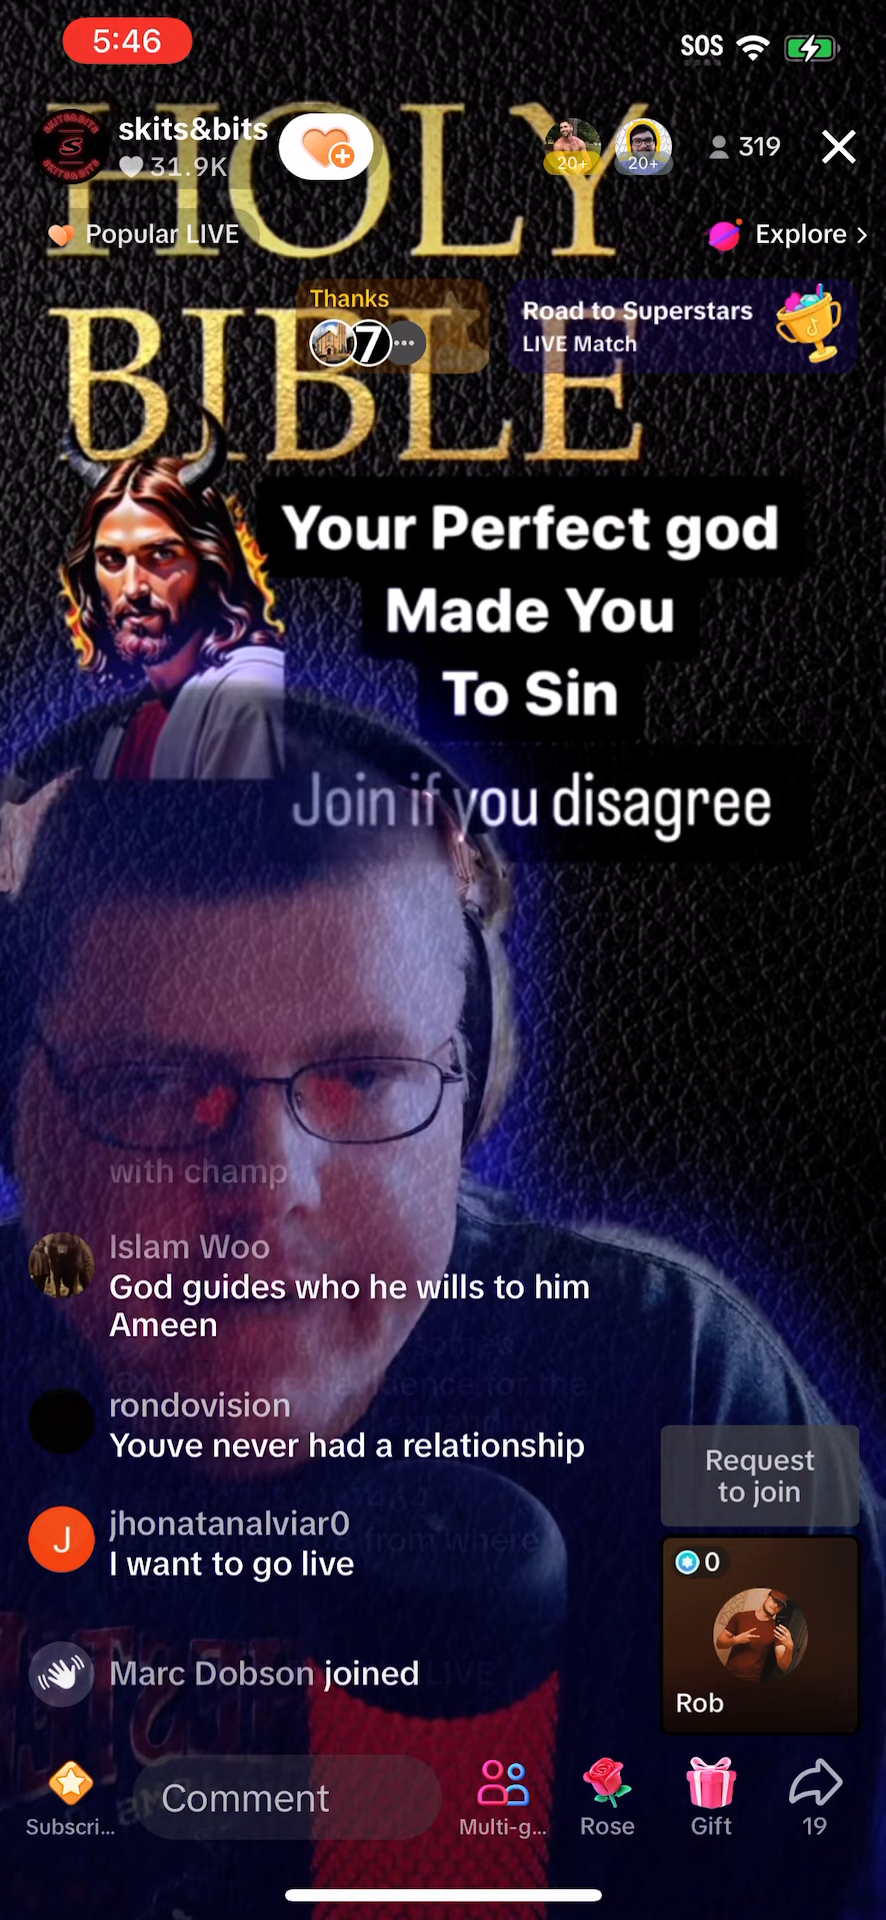 5:46
SOS
HOLY
skits&bits
31.9K
20+
20+
319
Popular LIVE
Explore >
BIBLE
Thanks
7
Road to Superstars
LIVE Match
Your Perfect god
Made You
To Sin
Join if you disagree
with champ
Islam Woo
God guides who he wills to him
Ameen
rondovision
Youve never had a relationship
J
jhonatanalviar0
I want to go live
Marc Dobson joined
Request
to join
0
Rob
Comment
Subscri...
Multi-g...
Rose
Gift
19